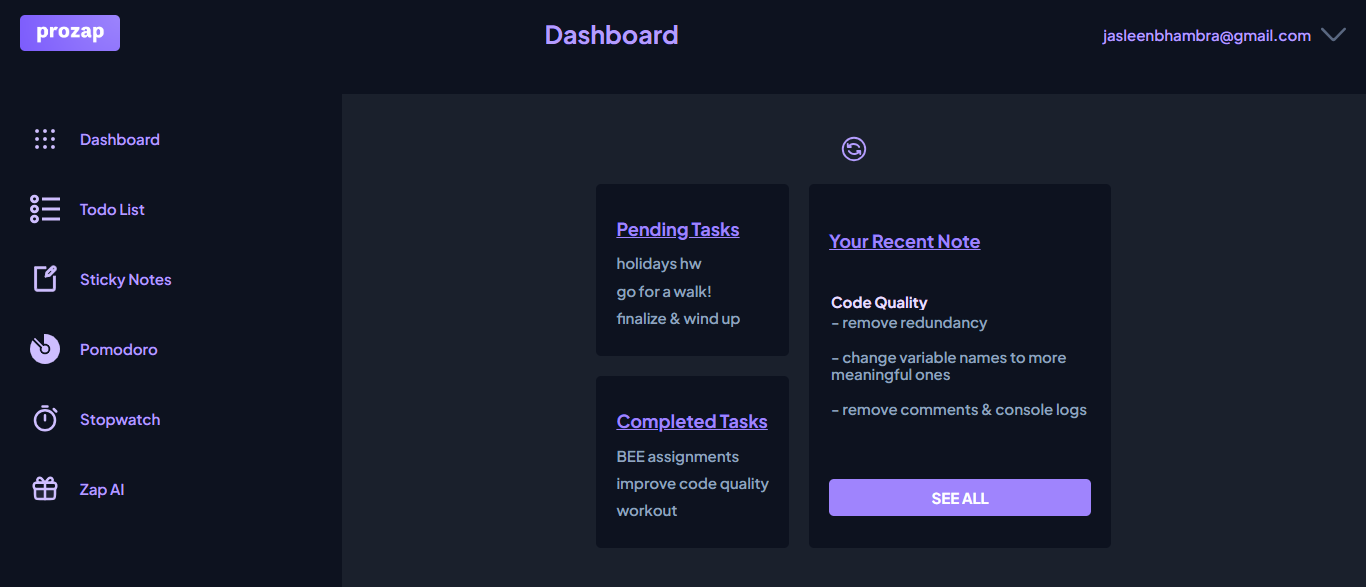 prozap
Dashboard
jasleenbhambra@gmail.com
Dashboard
Todo List
Sticky Notes
Pomodoro
Stopwatch
Zap AI
Pending Tasks
holidays hw
go for a walk!
finalize & wind up
Completed Tasks
BEE assignments
improve code quality
workout
Your Recent Note
Code Quality
- remove redundancy
- change variable names to more
meaningful ones
- remove comments & console logs
SEE ALL